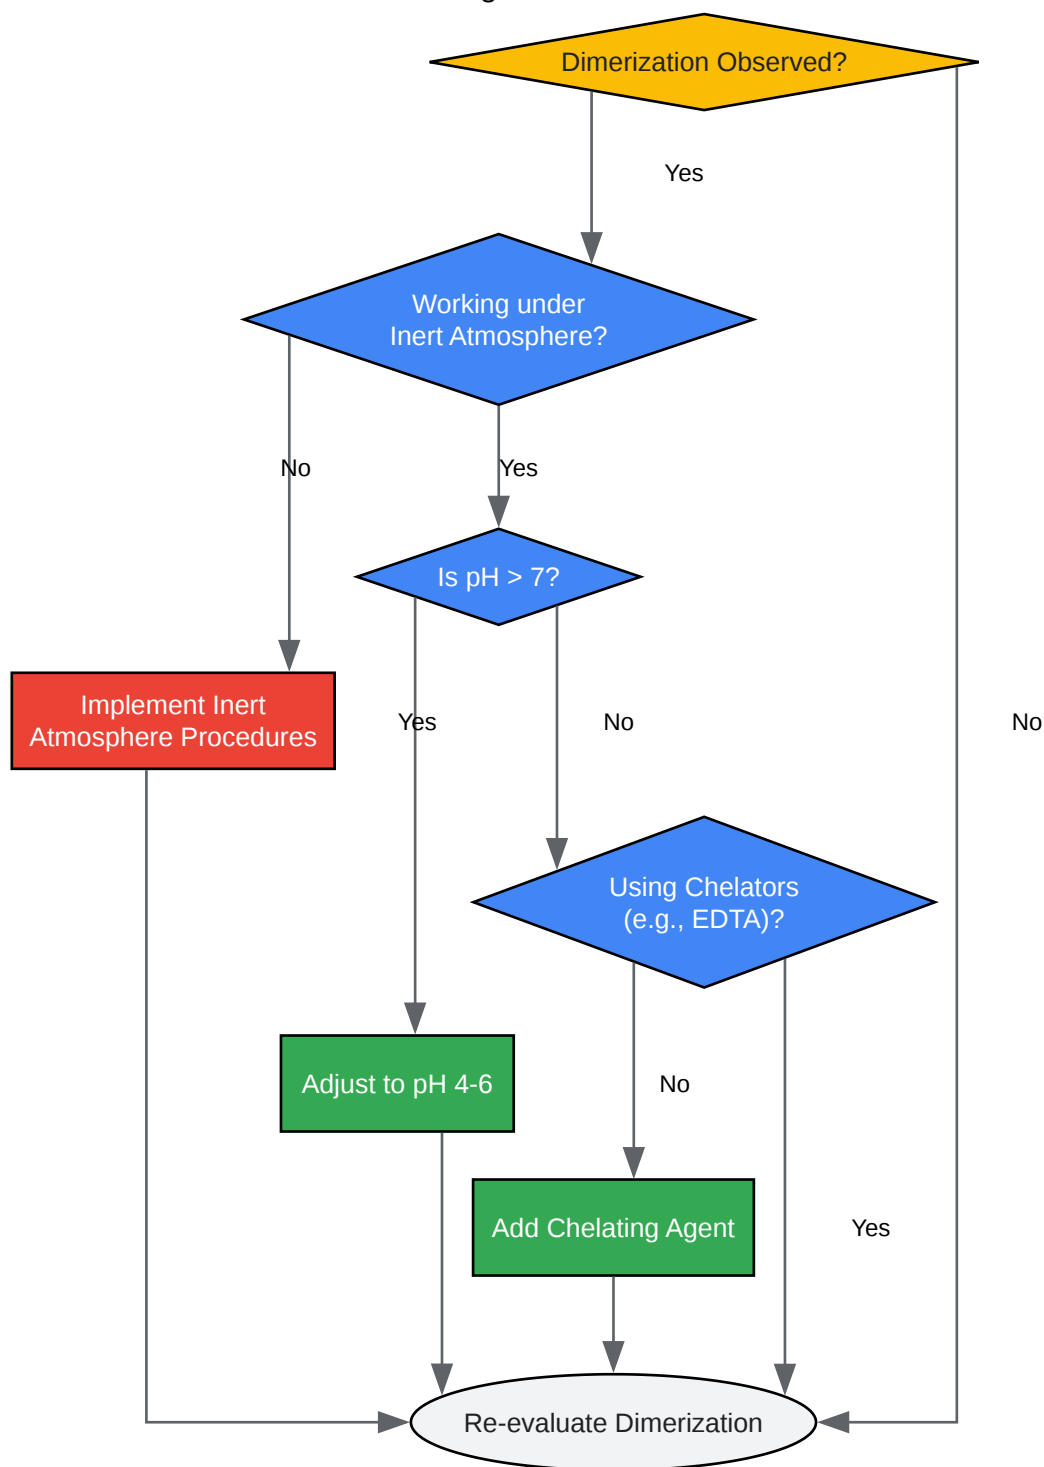 Dimerization Observed?
Yes
Working under
Inert Atmosphere?
No
Yes
Is pH > 7?
Implement Inert
Atmosphere Procedures
Yes
No
No
Using Chelators
(e.g., EDTA)?
Adjust to pH 4-6
No
Add Chelating Agent
Yes
Re-evaluate Dimerization